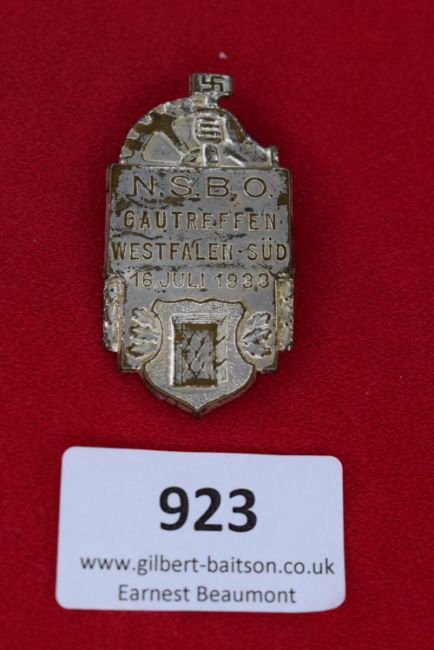 N.S.B.O
GAUTREFFEN
WESTFALEN-SÜD
16. JULI 1933
923
www.gilbert-baitson.co.uk
Earnest Beaumont